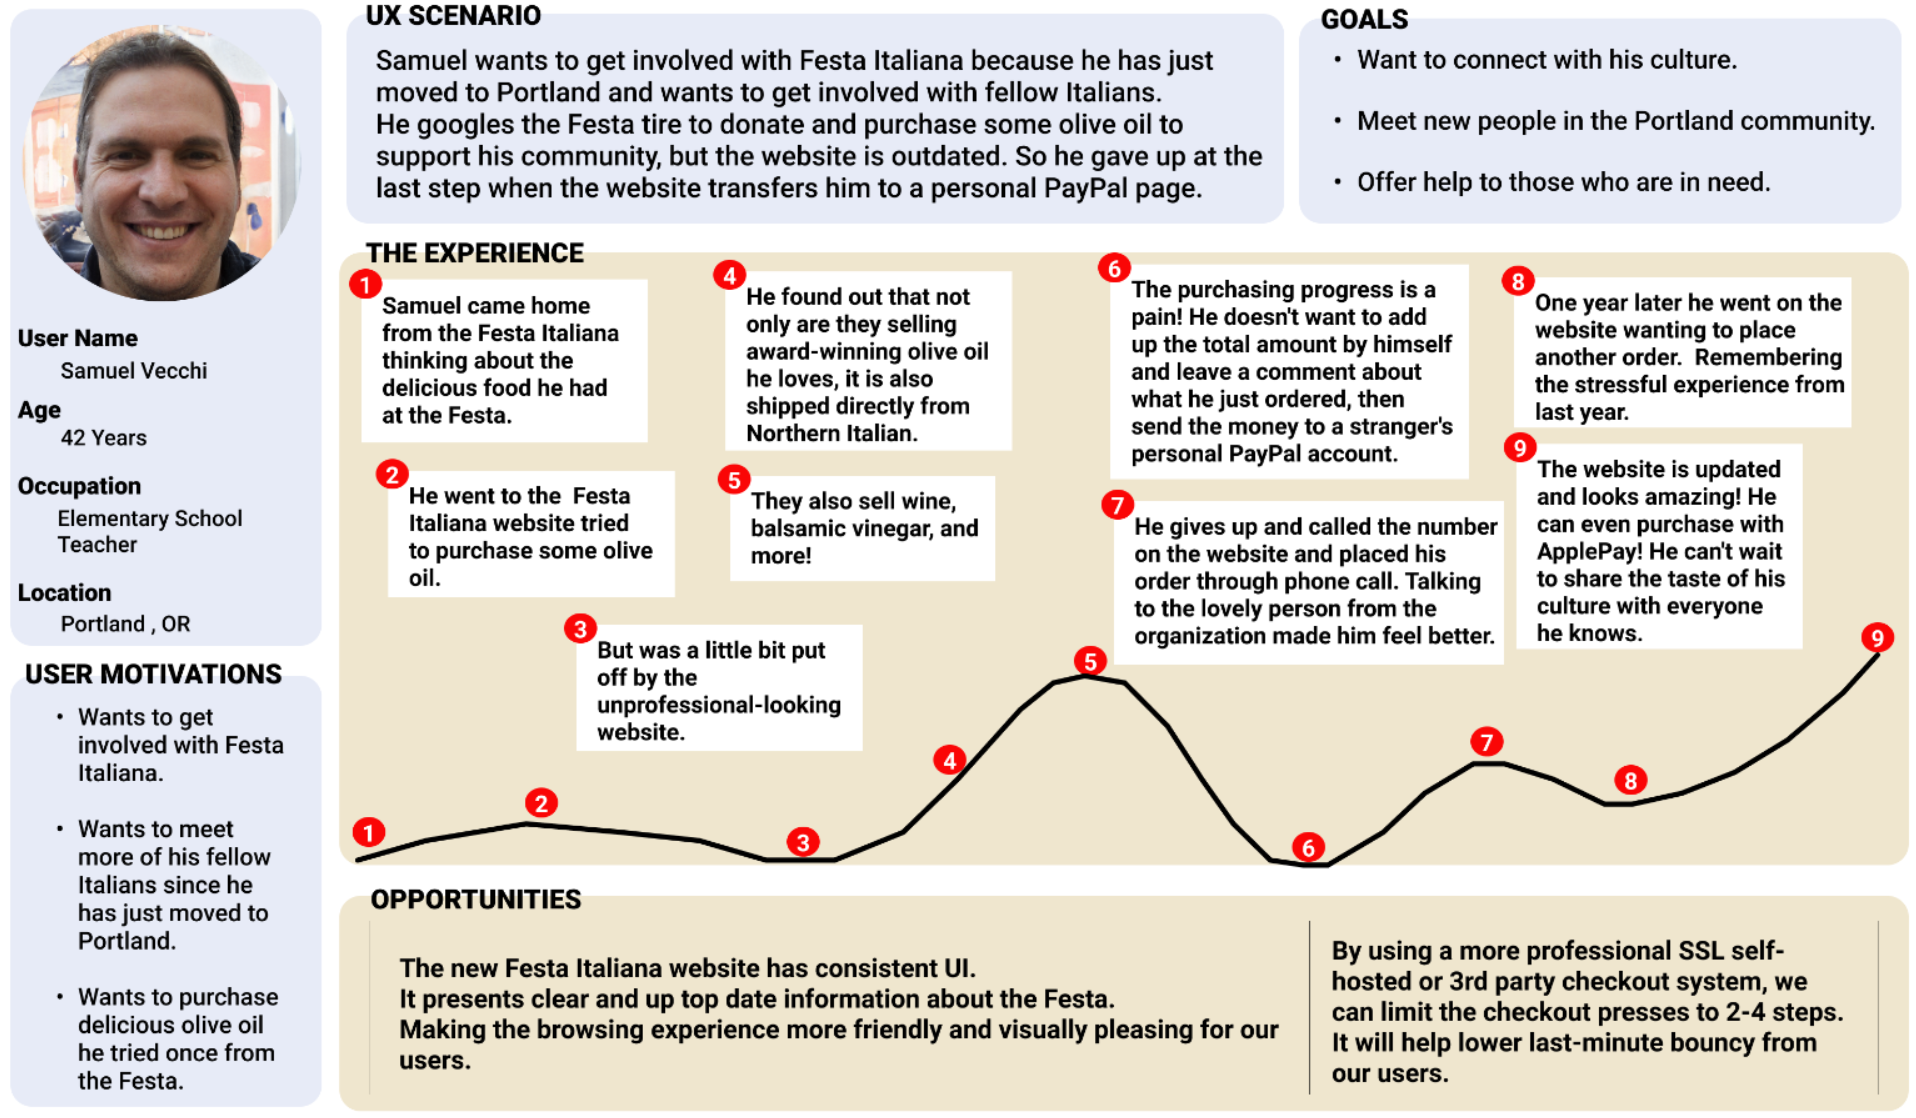 User Name
Samuel Vecchi
Age
42 Years
Occupation
Elementary School
Teacher
Location
Portland , OR
USER MOTIVATIONS
• Wants to get
involved with Festa
Italiana.
• Wants to meet
more of his fellow
Italians since he
has just moved to
Portland.
• Wants to purchase
delicious olive oil
he tried once from
the Festa.
UX SCENARIO
Samuel wants to get involved with Festa Italiana because he has just
moved to Portland and wants to get involved with fellow Italians.
He googles the Festa tire to donate and purchase some olive oil to
support his community, but the website is outdated. So he gave up at the
last step when the website transfers him to a personal PayPal page.
GOALS
• Want to connect with his culture.
• Meet new people in the Portland community.
• Offer help to those who are in need.
THE EXPERIENCE
1
Samuel came home
from the Festa Italiana
thinking about the
delicious food he had
at the Festa.
2
He went to the Festa
Italiana website tried
to purchase some olive
oil.
3
But was a little bit put
off by the
unprofessional-looking
website.
4
He found out that not
only are they selling
award-winning olive oil
he loves, it is also
shipped directly from
Northern Italian.
5
They also sell wine,
balsamic vinegar, and
more!
6
The purchasing progress is a
pain! He doesn't want to add
up the total amount by himself
and leave a comment about
what he just ordered, then
send the money to a stranger's
personal PayPal account.
7
He gives up and called the number
on the website and placed his
order through phone call. Talking
to the lovely person from the
organization made him feel better.
8
One year later he went on the
website wanting to place
another order. Remembering
the stressful experience from
last year.
9
The website is updated
and looks amazing! He
can even purchase with
ApplePay! He can't wait
to share the taste of his
culture with everyone
he knows.
1
2
3
4
5
6
7
8
9
OPPORTUNITIES
The new Festa Italiana website has consistent UI.
It presents clear and up top date information about the Festa.
Making the browsing experience more friendly and visually pleasing for our
users.
By using a more professional SSL self-
hosted or 3rd party checkout system, we
can limit the checkout presses to 2-4 steps.
It will help lower last-minute bouncy from
our users.